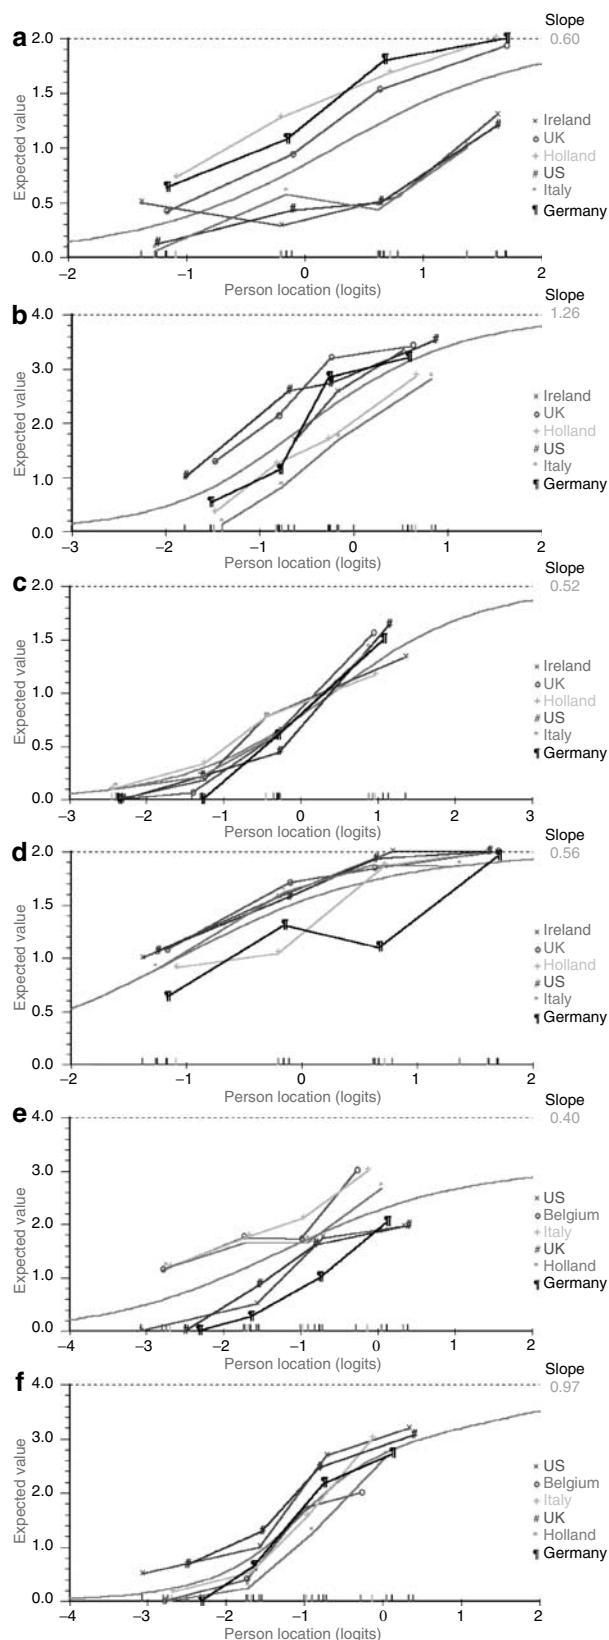 Slope
a 2.0 0.60
1.5
Ireland
UK
1.0 Holland
US
0.5 Italy
Germany
0.0
−2 −1 0 1 2
Person location (logits)
Expected value
Slope
b 4.0 1.26
3.0
Ireland
UK
2.0 Holland
US
1.0 Italy
Germany
0.0
−3 −2 −1 0 1 2
Person location (logits)
Expected value
Slope
c 2.0 0.52
1.5
Ireland
UK
1.0 Holland
US
0.5 Italy
Germany
0.0
−3 −2 −1 0 1 2 3
Person location (logits)
Expected value
Slope
d 2.0 0.56
1.5
Ireland
UK
1.0 Holland
US
0.5 Italy
Germany
0.0
−2 −1 0 1 2
Person location (logits)
Expected value
Slope
e 4.0 0.40
3.0
US
Belgium
2.0 Italy
UK
1.0 Holland
Germany
0.0
−4 −3 −2 −1 0 1 2
Person location (logits)
Expected value
Slope
f 4.0 0.97
3.0
US
Belgium
2.0 Italy
UK
1.0 Holland
Germany
0.0
−4 −3 −2 −1 0 1 2
Person location (logits)
Expected value